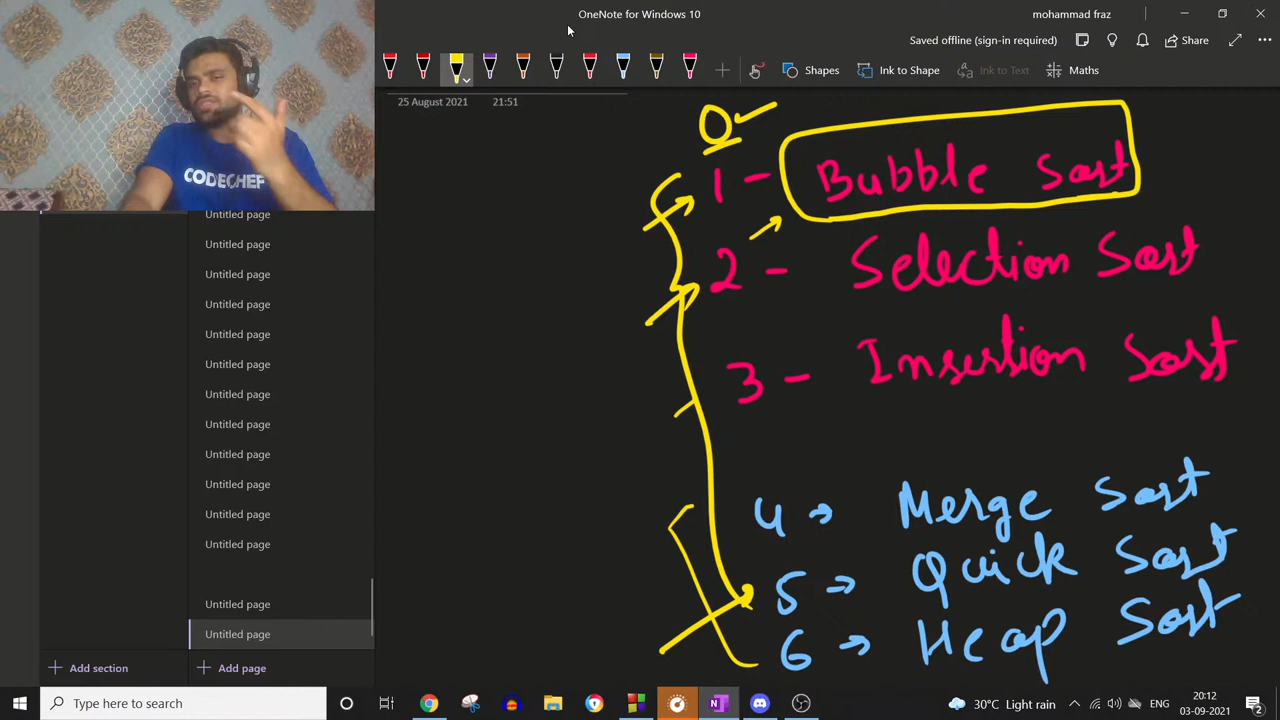 OneNote for Windows 10
mohammad fraz
Saved offline (sign-in required)
Share
Shapes
Ink to Shape
Ink to Text
Maths
25 August 2021 21:51
CODECHEF
0
1 - Bubble Sort
2 - Selection Sort
3 - Insertion Sort
4 → Merge Sort
5 → Quick Sort
6 → Heap Sort
Untitled page
Untitled page
Untitled page
Untitled page
Untitled page
Untitled page
Untitled page
Untitled page
Untitled page
Untitled page
Untitled page
Untitled page
Untitled page
Untitled page
Add section
Add page
Type here to search
30°C Light rain
ENG
20:12
03-09-2021
2